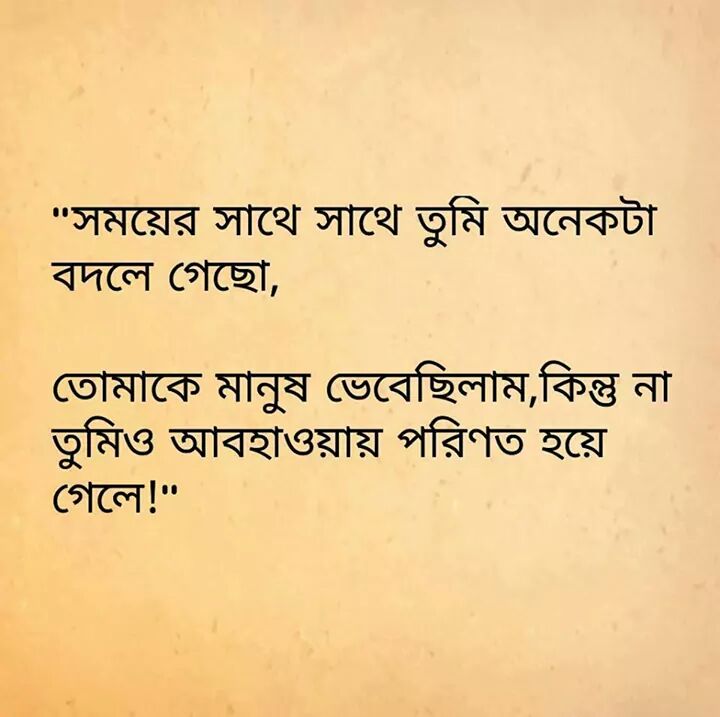 "সময়ের সাথে সাথে তুমি অনেকটা
বদলে গেছো,
তোমাকে মানুষ ভেবেছিলাম,কিন্তু না
তুমিও আবহাওয়ায় পরিণত হয়ে
গেলে!"